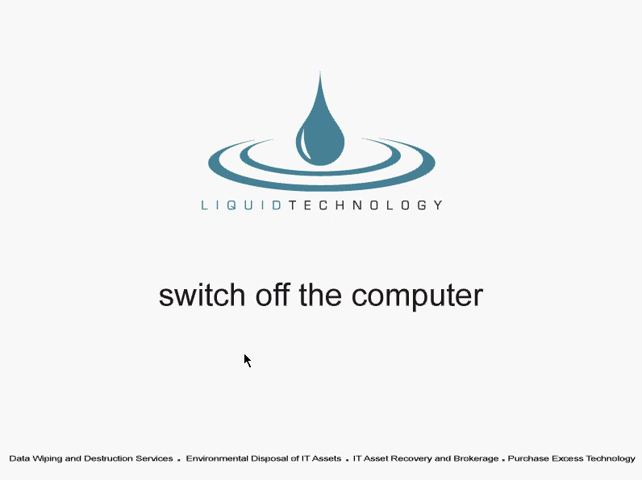 LIQUIDTECHNOLOGY
switch off the computer
Data Wiping and Destruction Services . Environmental Disposal of IT Assets . IT Asset Recovery and Brokerage . Purchase Excess Technology